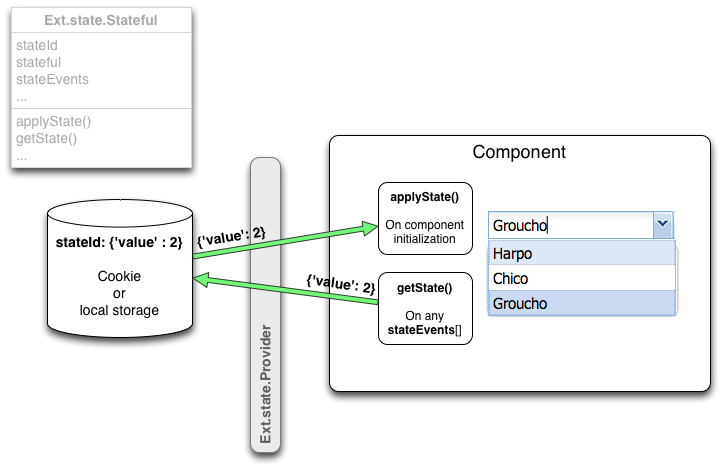 Ext.state.Stateful
stateId
stateful
stateEvents
...
applyState()
getState()
...
Component
applyState()
On component
initialization
Groucho
Harpo
Chico
Groucho
stateId: {'value' : 2}
Cookie
or
local storage
{'value': 2}
{'value': 2}
getState()
On any
stateEvents[]
Ext.state.Provider